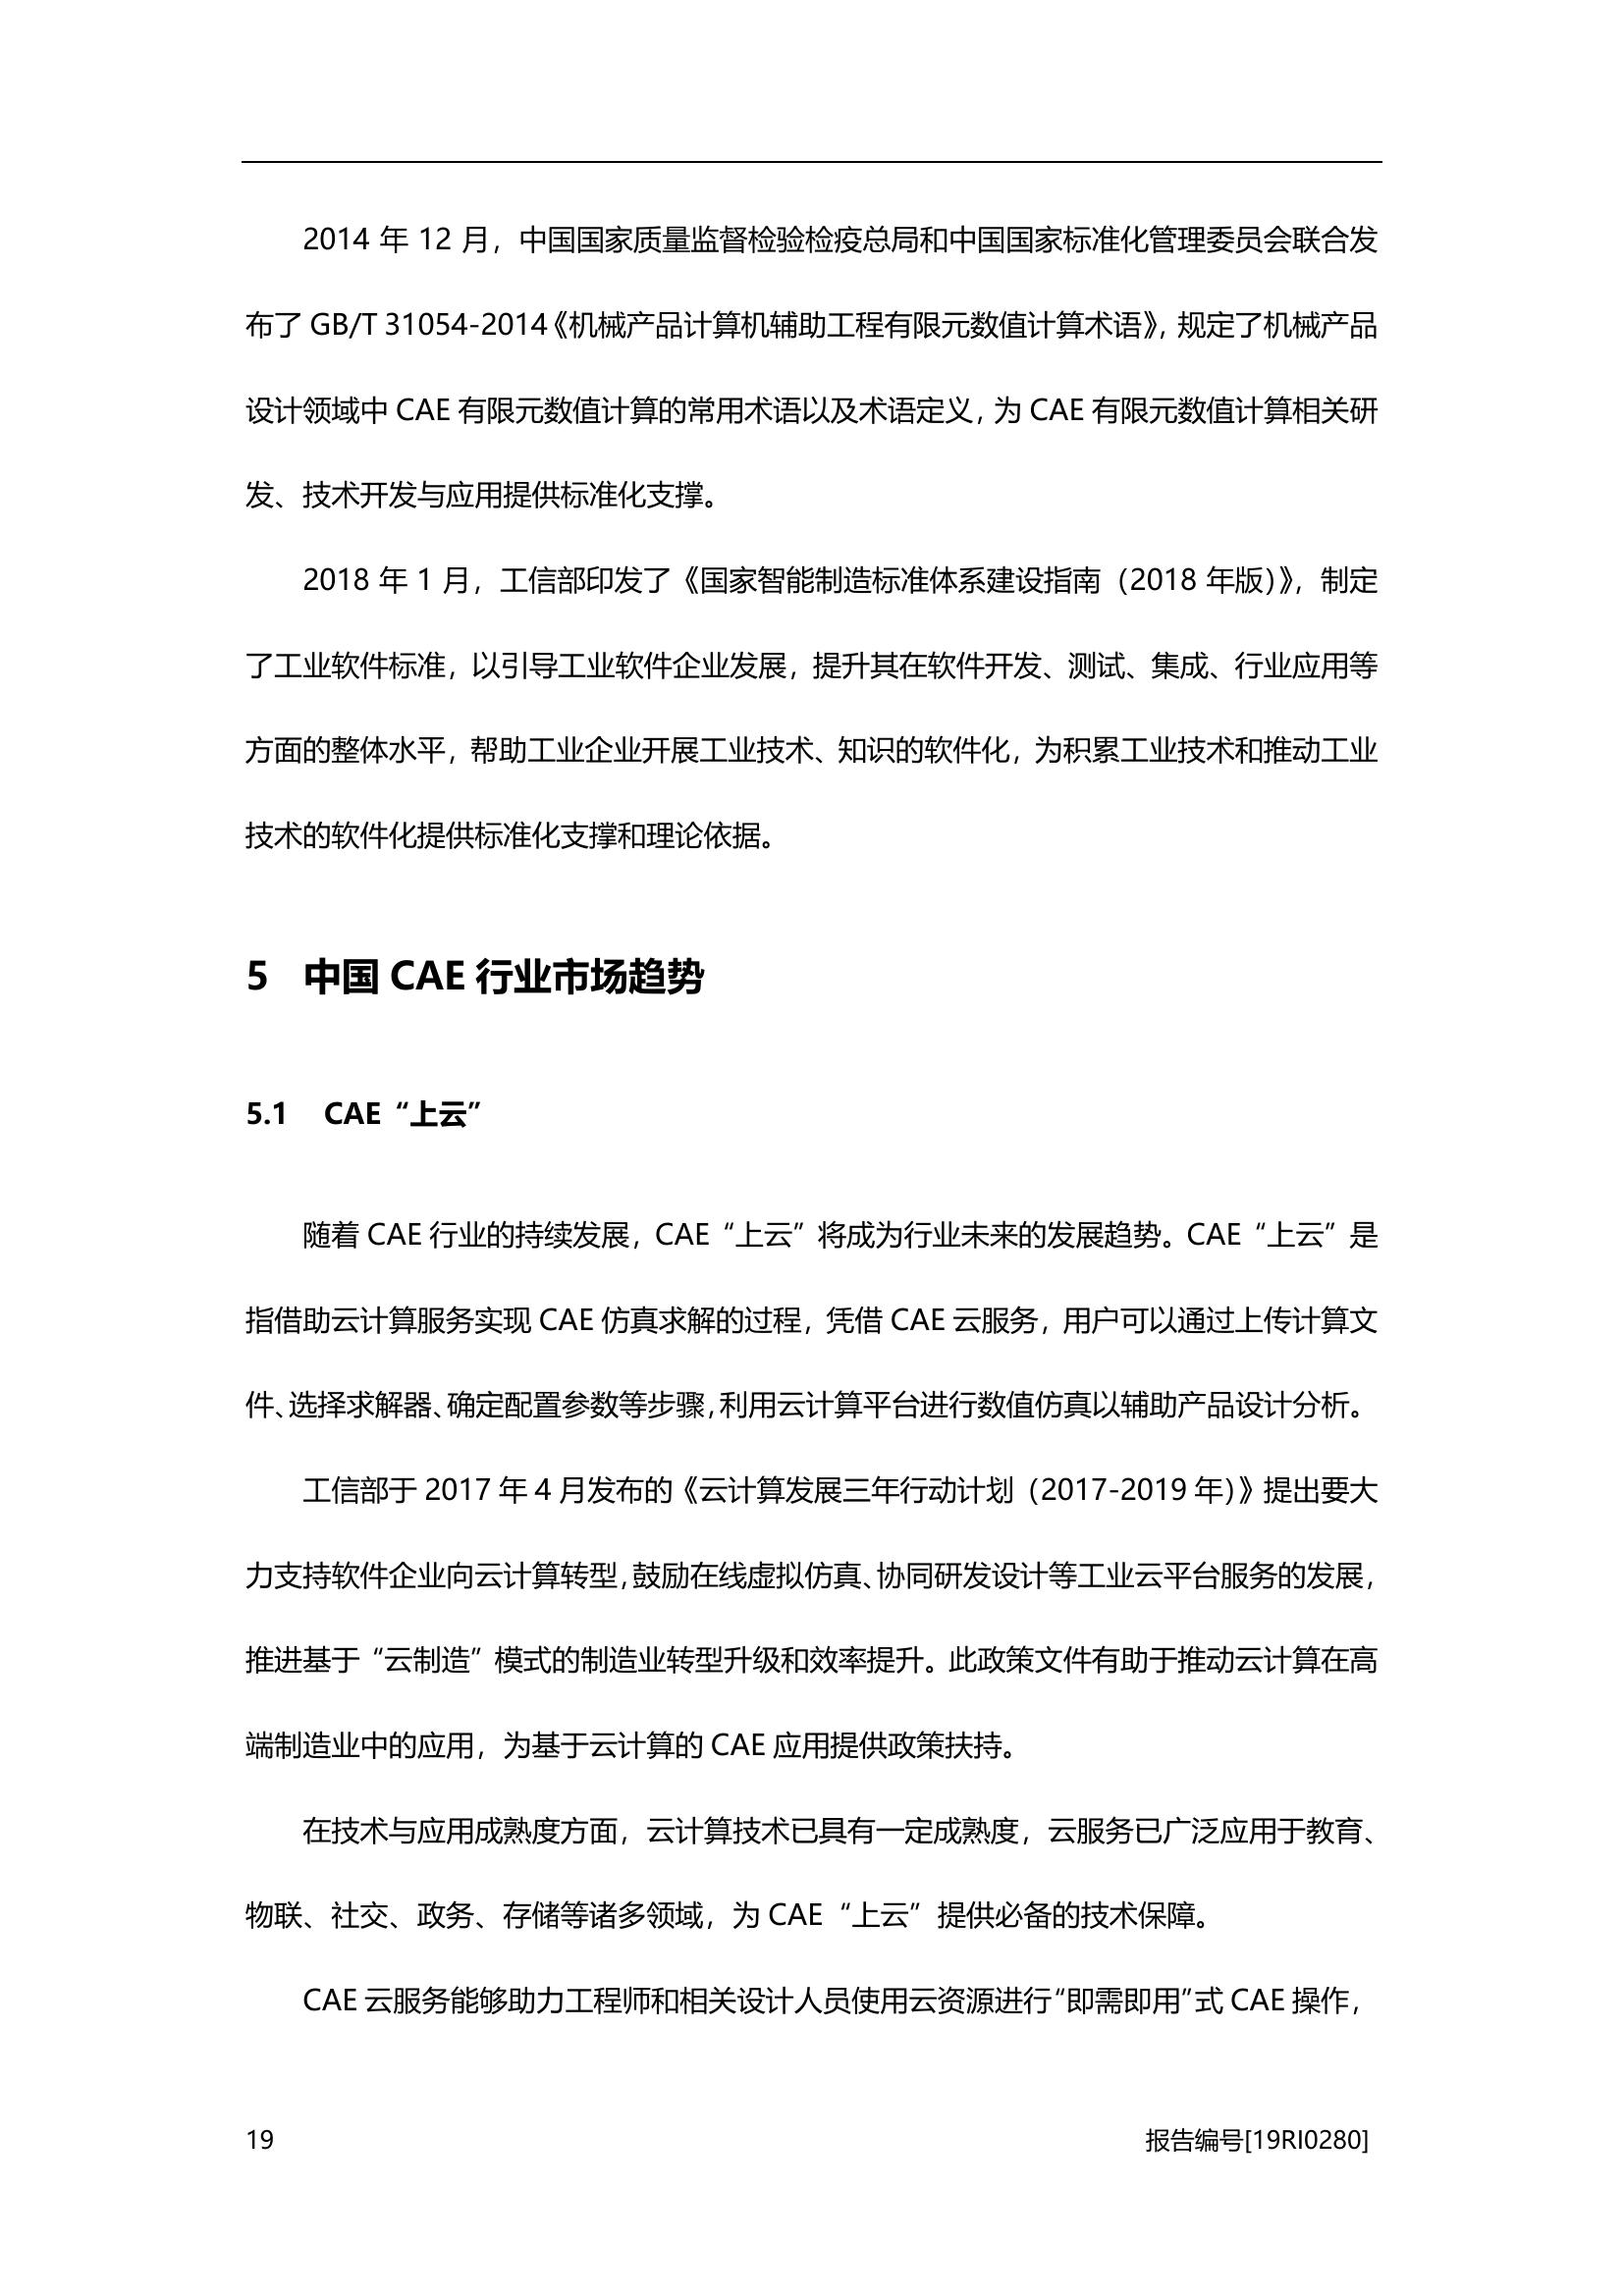 2014 年 12 月，中国国家质量监督检验检疫总局和中国国家标准化管理委员会联合发
布了 GB/T 31054-2014《机械产品计算机辅助工程有限元数值计算术语》，规定了机械产品
设计领域中 CAE 有限元数值计算的常用术语以及术语定义，为 CAE 有限元数值计算相关研
发、技术开发与应用提供标准化支撑。
2018 年 1 月，工信部印发了《国家智能制造标准体系建设指南（2018 年版）》，制定
了工业软件标准，以引导工业软件企业发展，提升其在软件开发、测试、集成、行业应用等
方面的整体水平，帮助工业企业开展工业技术、知识的软件化，为积累工业技术和推动工业
技术的软件化提供标准化支撑和理论依据。
5 中国 CAE 行业市场趋势
5.1 CAE“上云”
随着 CAE 行业的持续发展，CAE“上云”将成为行业未来的发展趋势。CAE“上云”是
指借助云计算服务实现 CAE 仿真求解的过程，凭借 CAE 云服务，用户可以通过上传计算文
件、选择求解器、确定配置参数等步骤，利用云计算平台进行数值仿真以辅助产品设计分析。
工信部于 2017 年 4 月发布的《云计算发展三年行动计划（2017-2019 年）》提出要大
力支持软件企业向云计算转型，鼓励在线虚拟仿真、协同研发设计等工业云平台服务的发展，
推进基于“云制造”模式的制造业转型升级和效率提升。此政策文件有助于推动云计算在高
端制造业中的应用，为基于云计算的 CAE 应用提供政策扶持。
在技术与应用成熟度方面，云计算技术已具有一定成熟度，云服务已广泛应用于教育、
物联、社交、政务、存储等诸多领域，为 CAE“上云”提供必备的技术保障。
CAE 云服务能够助力工程师和相关设计人员使用云资源进行“即需即用”式 CAE 操作，
19 报告编号[19RI0280]